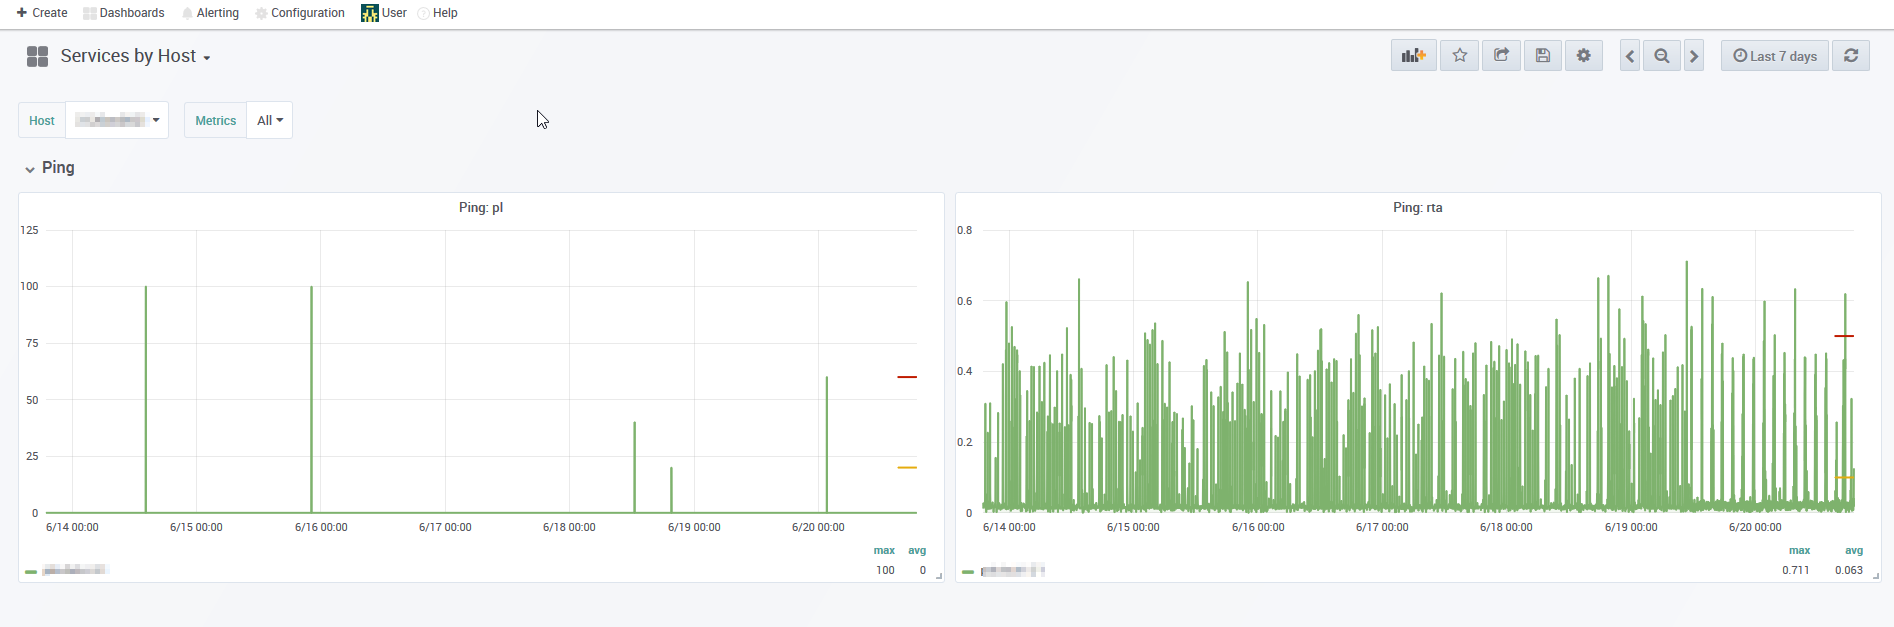 Create Dashboards Alerting Configuration User Help
Services by Host
Last 7 days
Host
Metrics All
Ping
Ping: pl
125
100
75
50
25
0
6/14 00:00 6/15 00:00 6/16 00:00 6/17 00:00 6/18 00:00 6/19 00:00 6/20 00:00
max avg
100 0
Ping: rta
0.8
0.6
0.4
0.2
0
6/14 00:00 6/15 00:00 6/16 00:00 6/17 00:00 6/18 00:00 6/19 00:00 6/20 00:00
max avg
0.711 0.063